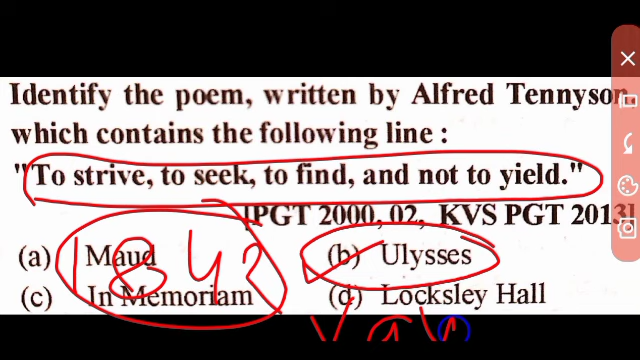 Identify the poem, written by Alfred Tennyson,
which contains the following line :
"To strive, to seek, to find, and not to yield."
[PGT 2000, 02, KVS PGT 2013]
(a) Maud (b) Ulysses
(c) In Memoriam (d) Locksley Hall
1842